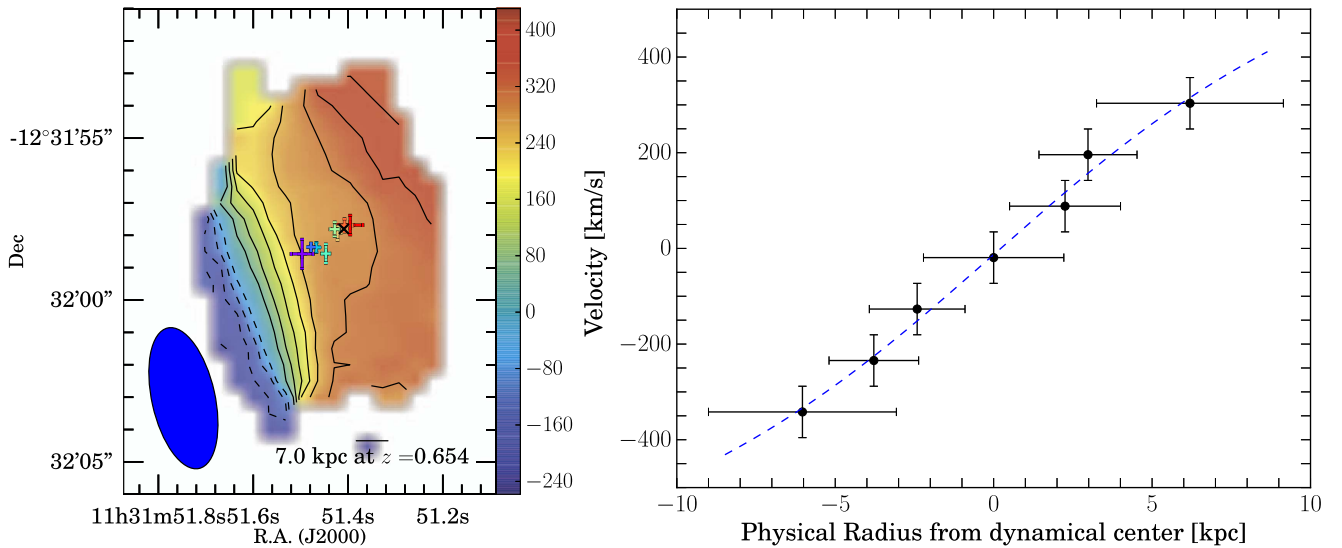 Dec
-12°31'55"
32'00"
32'05"
7.0 kpc at z =0.654
11h31m51.8s 51.6s 51.4s 51.2s
R.A. (J2000)
400
320
240
160
80
0
−80
−160
−240
Velocity [km/s]
400
200
0
−200
−400
−10 −5 0 5 10
Physical Radius from dynamical center [kpc]